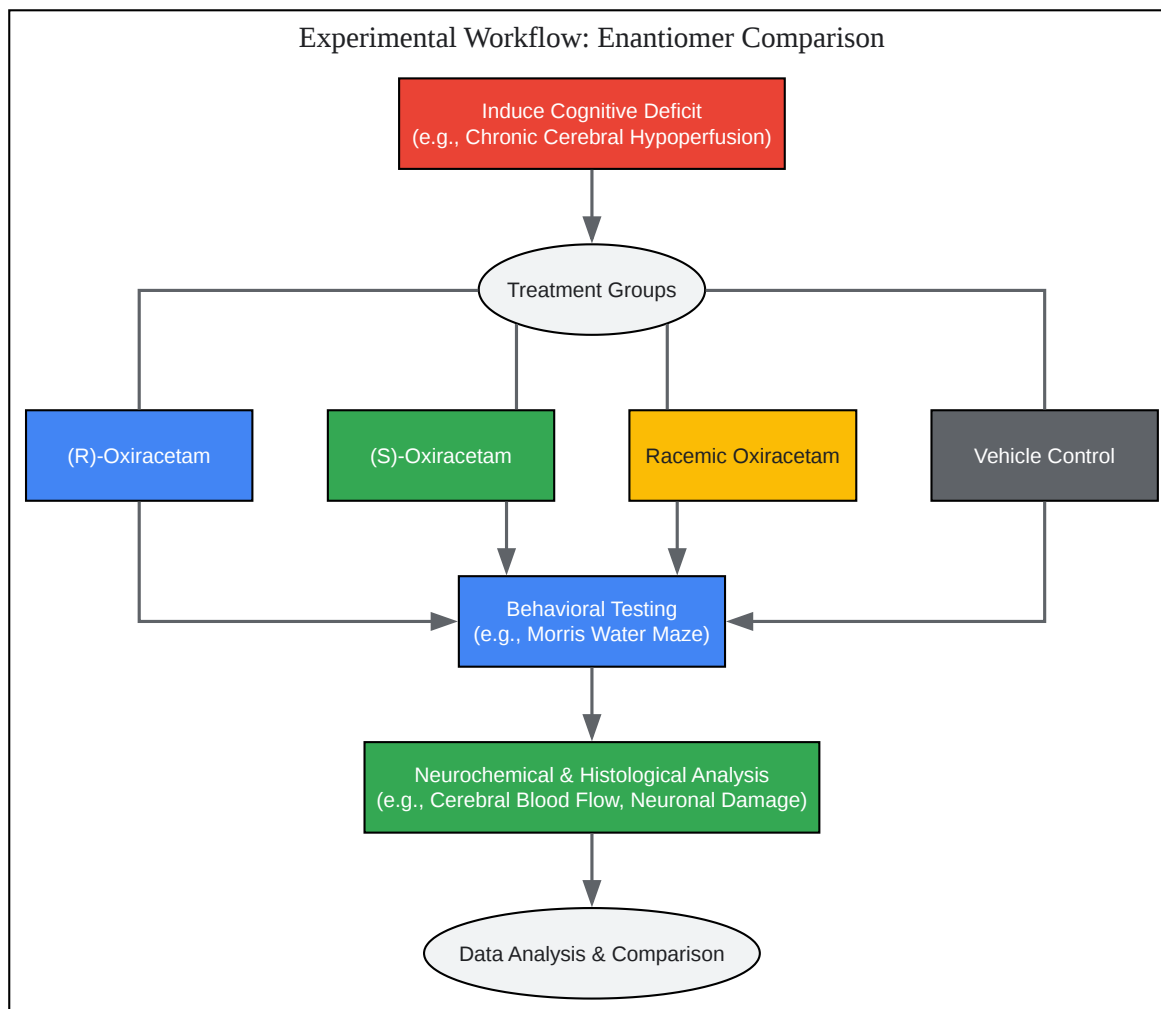 Experimental Workflow: Enantiomer Comparison
Induce Cognitive Deficit
(e.g., Chronic Cerebral Hypoperfusion)
Treatment Groups
(R)-Oxiracetam
(S)-Oxiracetam
Racemic Oxiracetam
Vehicle Control
Behavioral Testing
(e.g., Morris Water Maze)
Neurochemical & Histological Analysis
(e.g., Cerebral Blood Flow, Neuronal Damage)
Data Analysis & Comparison